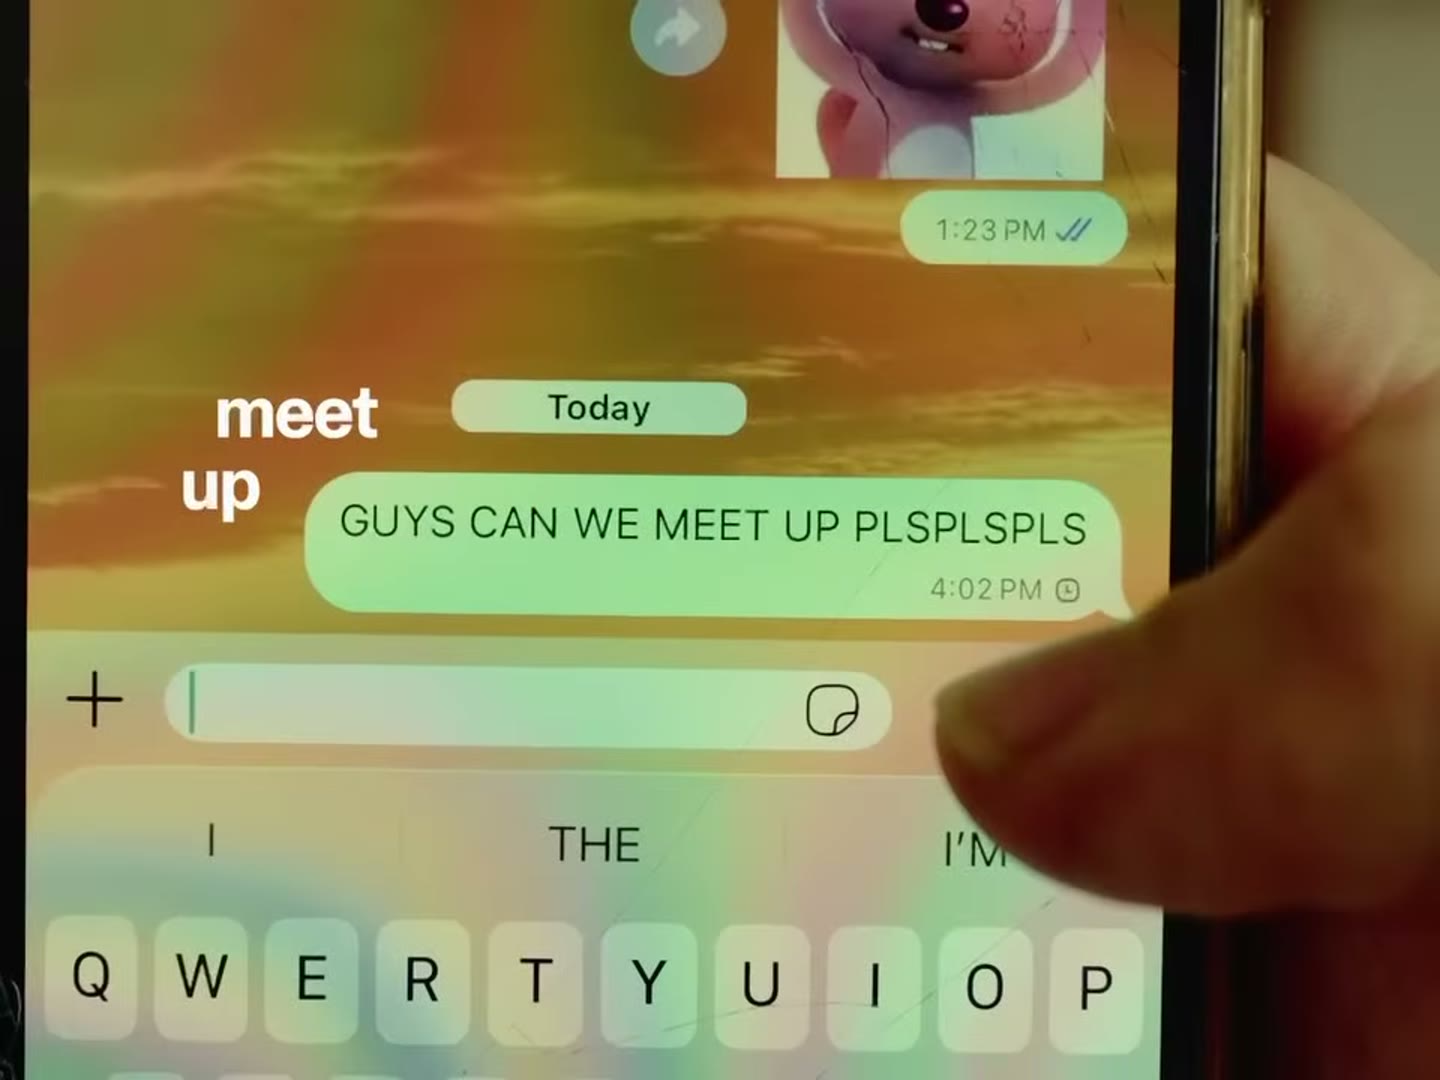 1:23 PM
Today
meet
up
GUYS CAN WE MEET UP PLSPLSPLS
4:02 PM
I
THE
I'M
Q W E R T Y U I O P